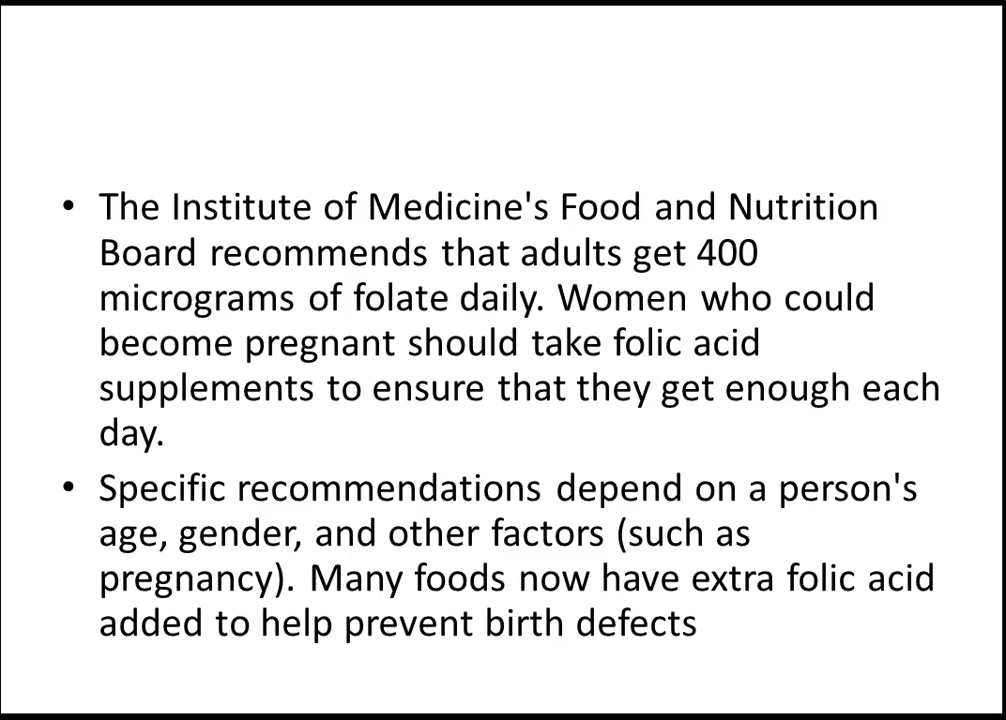 • The Institute of Medicine's Food and Nutrition
Board recommends that adults get 400
micrograms of folate daily. Women who could
become pregnant should take folic acid
supplements to ensure that they get enough each
day.
• Specific recommendations depend on a person's
age, gender, and other factors (such as
pregnancy). Many foods now have extra folic acid
added to help prevent birth defects